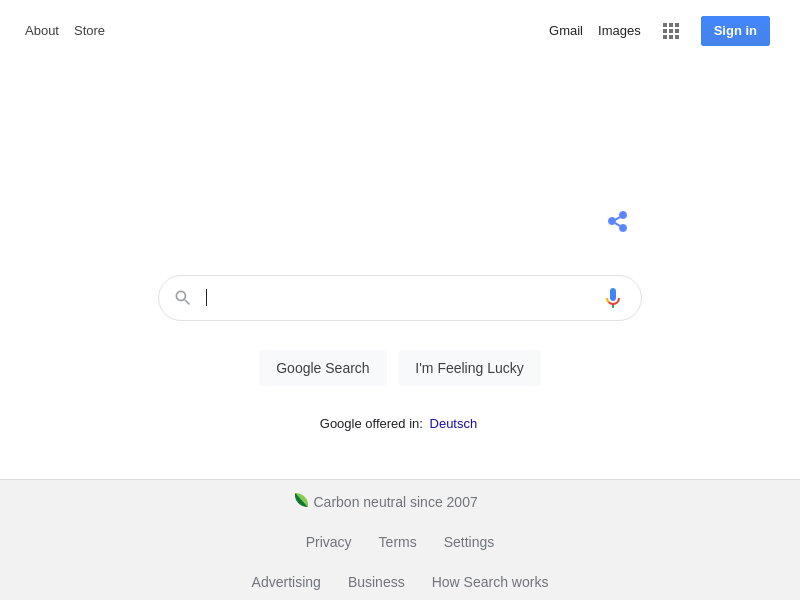 About Store Gmail Images Sign in
Google Search I'm Feeling Lucky
Google offered in: Deutsch
Carbon neutral since 2007
Privacy Terms Settings
Advertising Business How Search works